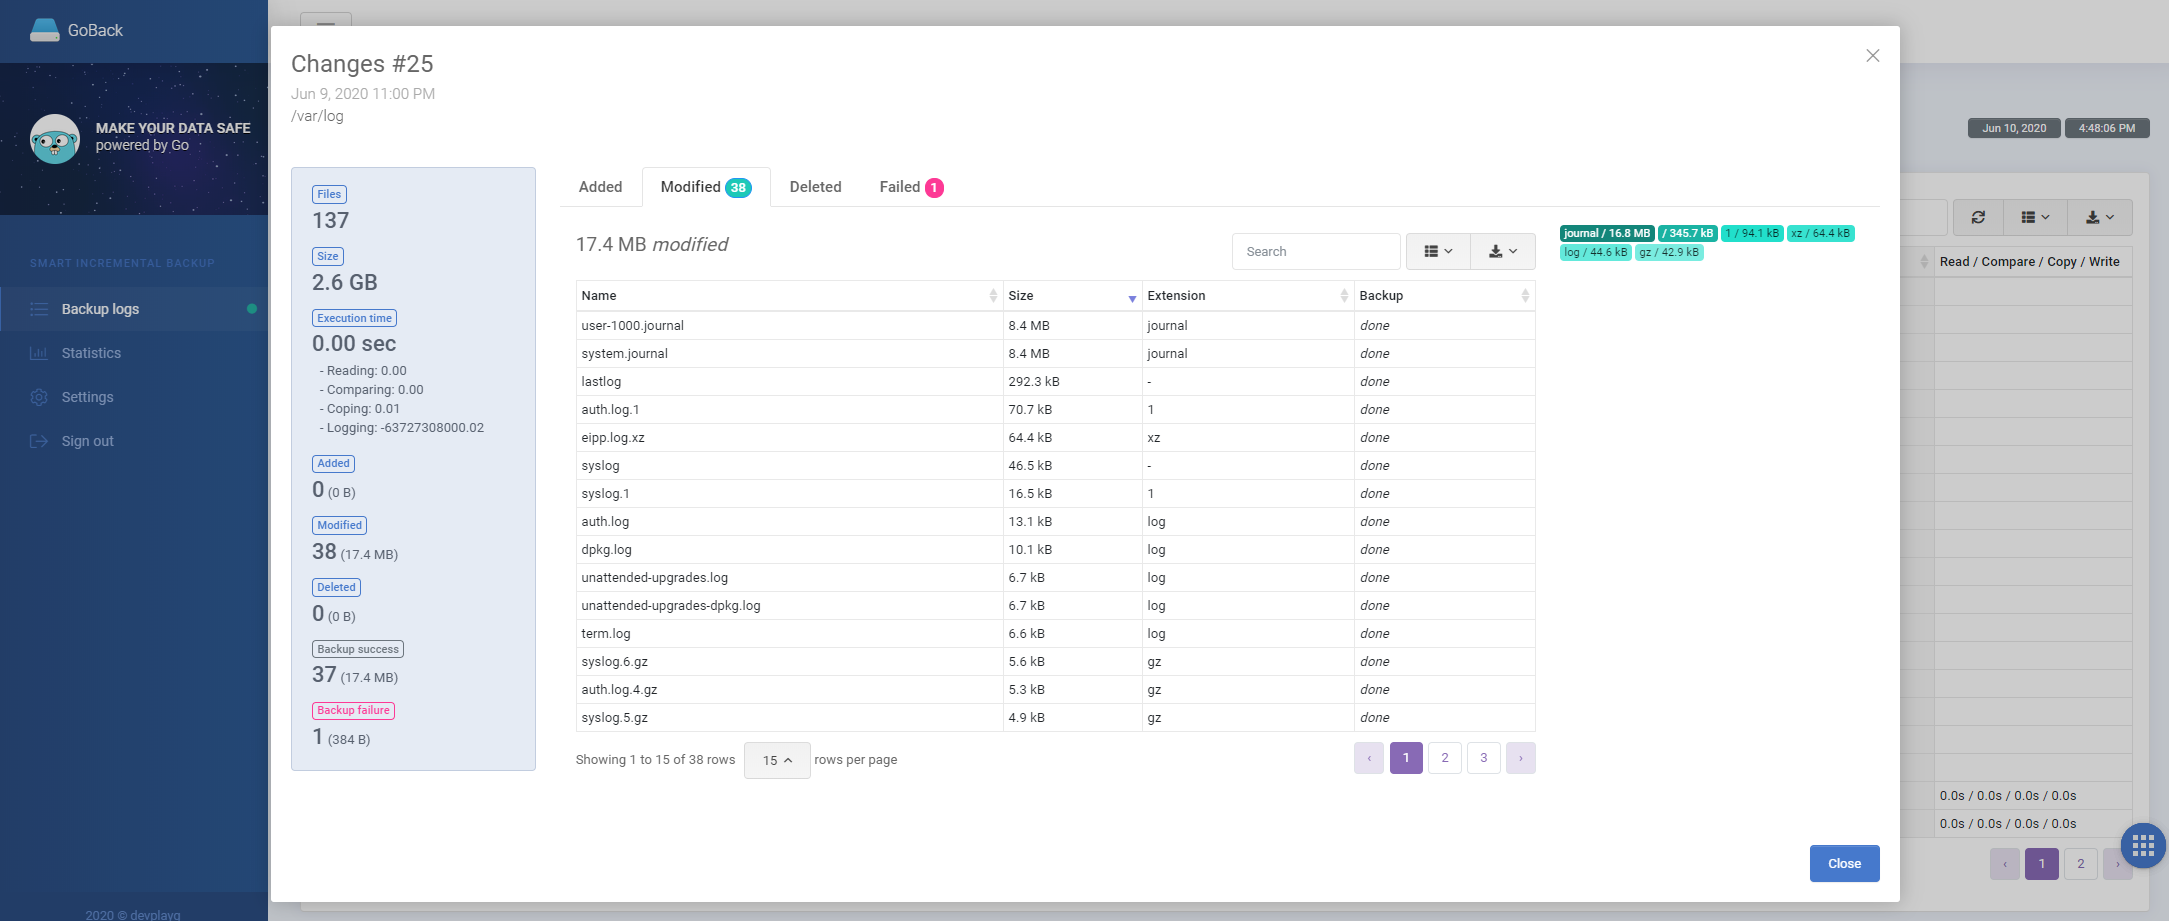 GoBack
MAKE YOUR DATA SAFE
powered by Go
SMART INCREMENTAL BACKUP
Backup logs
Statistics
Settings
Sign out
2020 © devplayg
Changes #25
Jun 9, 2020 11:00 PM
/var/log
Files
137
Size
2.6 GB
Execution time
0.00 sec
- Reading: 0.00
- Comparing: 0.00
- Coping: 0.01
- Logging: -63727308000.02
Added
0 (0 B)
Modified
38 (17.4 MB)
Deleted
0 (0 B)
Backup success
37 (17.4 MB)
Backup failure
1 (384 B)
Added Modified 38 Deleted Failed 1
17.4 MB modified
Search
journal / 16.8 MB / 345.7 kB 1 / 94.1 kB xz / 64.4 kB
log / 44.6 kB gz / 42.9 kB
Name Size Extension Backup
user-1000.journal 8.4 MB journal done
system.journal 8.4 MB journal done
lastlog 292.3 kB - done
auth.log.1 70.7 kB 1 done
eipp.log.xz 64.4 kB xz done
syslog 46.5 kB - done
syslog.1 16.5 kB 1 done
auth.log 13.1 kB log done
dpkg.log 10.1 kB log done
unattended-upgrades.log 6.7 kB log done
unattended-upgrades-dpkg.log 6.7 kB log done
term.log 6.6 kB log done
syslog.6.gz 5.6 kB gz done
auth.log.4.gz 5.3 kB gz done
syslog.5.gz 4.9 kB gz done
Showing 1 to 15 of 38 rows 15 rows per page
‹ 1 2 3 ›
Close
Jun 10, 2020 4:48:06 PM
Read / Compare / Copy / Write
0.0s / 0.0s / 0.0s / 0.0s
0.0s / 0.0s / 0.0s / 0.0s
‹ 1 2 ›